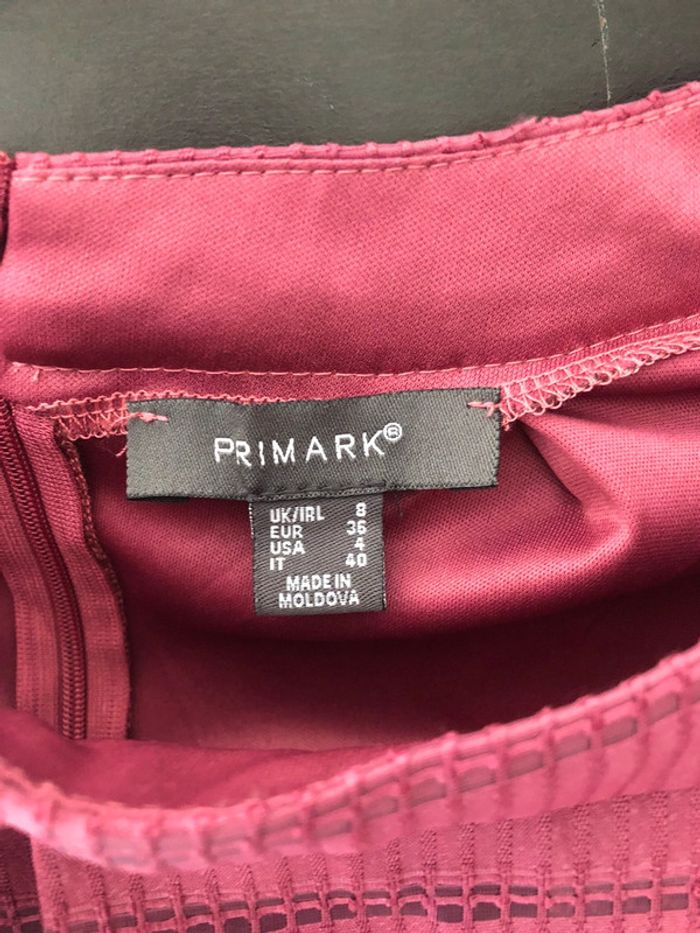 PRIMARK®
UK/IRL 8
EUR 36
USA 4
IT 40
MADE IN
MOLDOVA